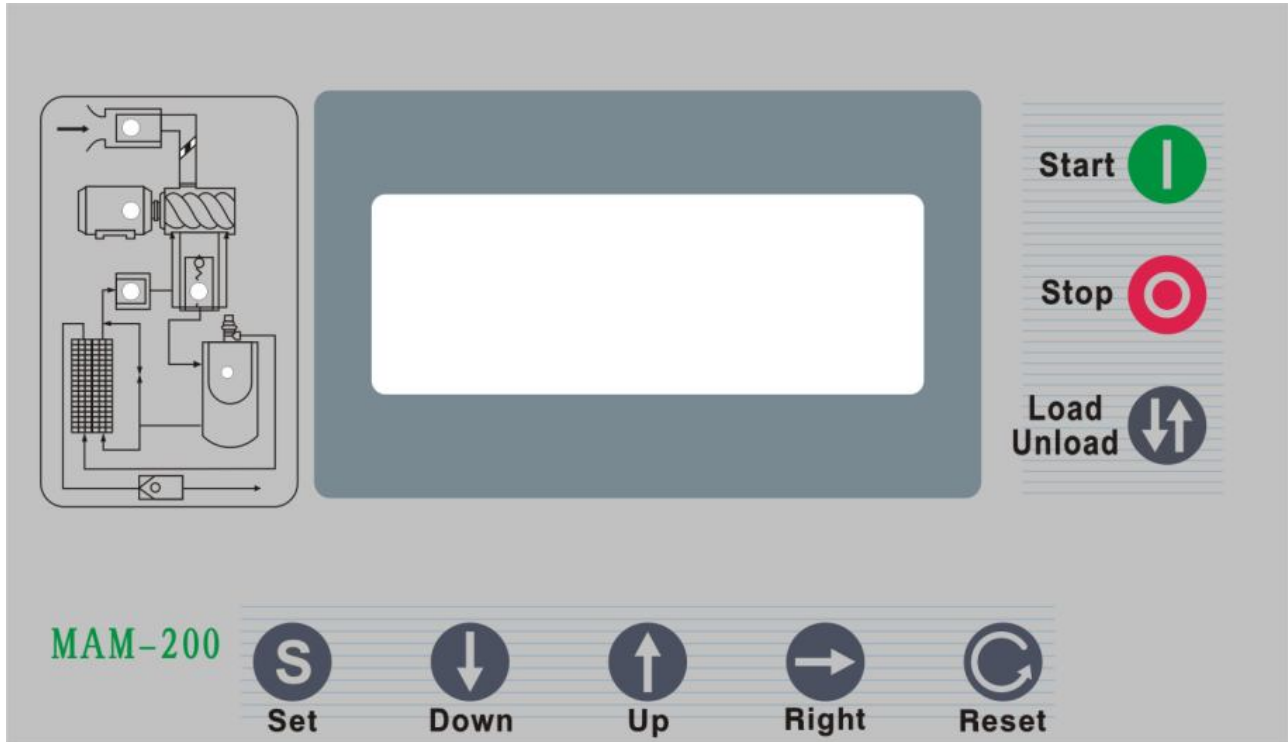 Start
Stop
Load
Unload
MAM-200
S
Set
Down
Up
Right
Reset